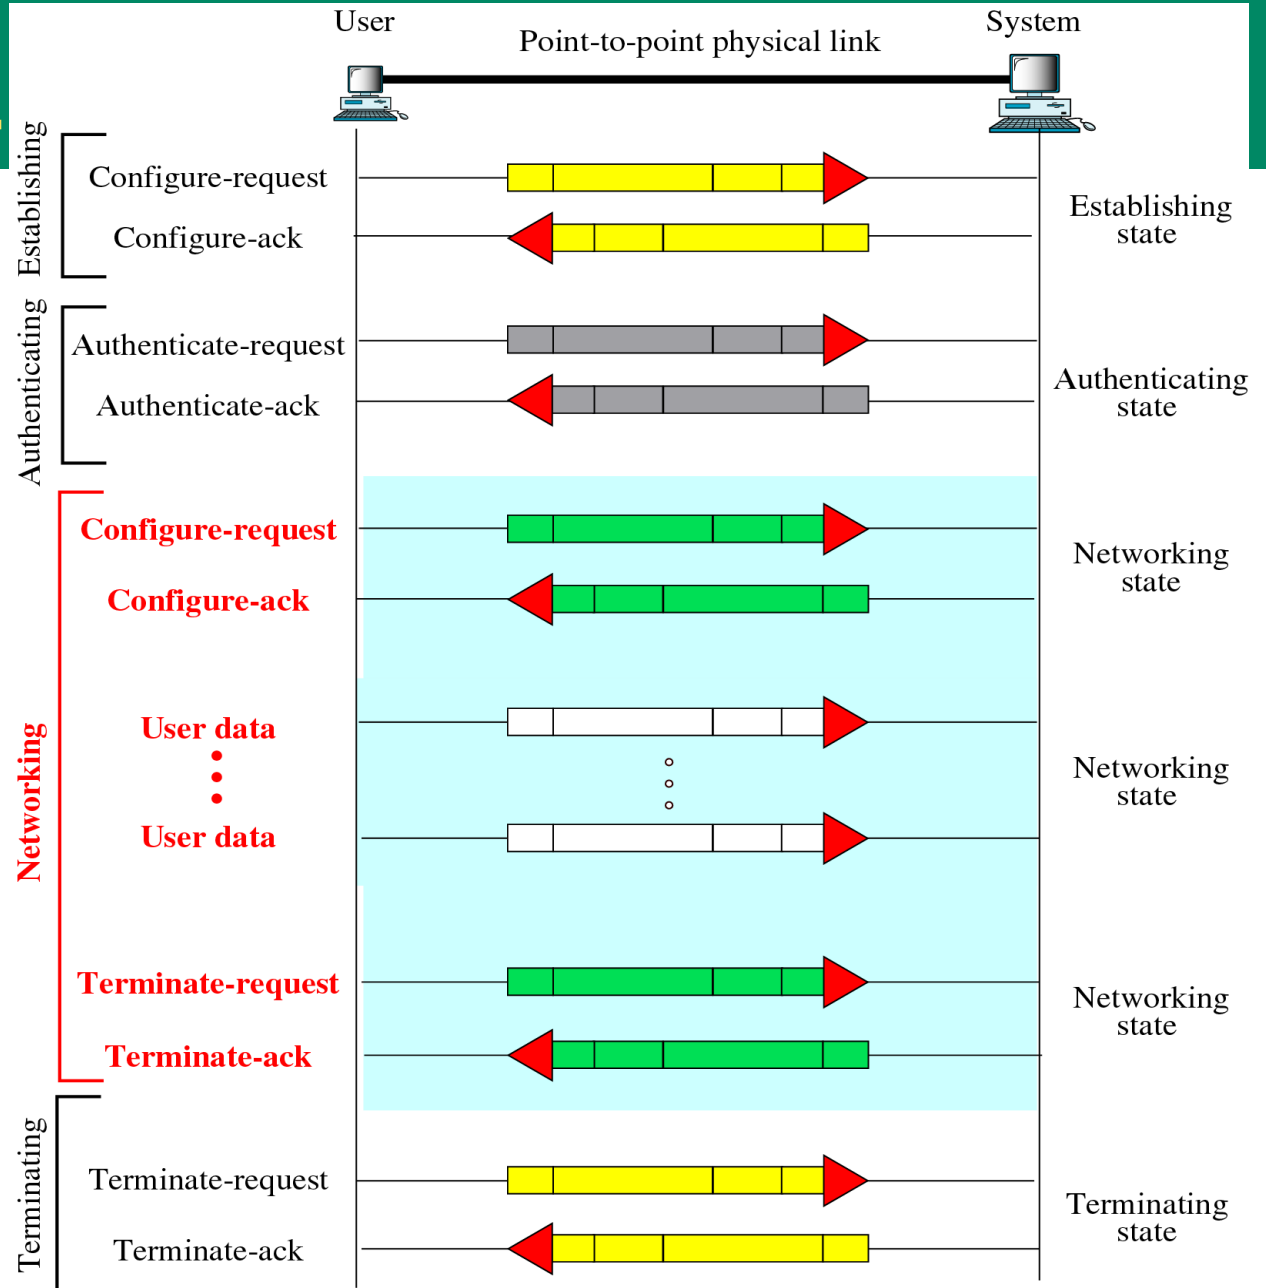 User
Point-to-point physical link
System
Establishing
Configure-request
Configure-ack
Establishing
state
Authenticating
Authenticate-request
Authenticate-ack
Authenticating
state
Networking
Configure-request
Configure-ack
Networking
state
User data
User data
Networking
state
Terminate-request
Terminate-ack
Networking
state
Terminating
Terminate-request
Terminate-ack
Terminating
state